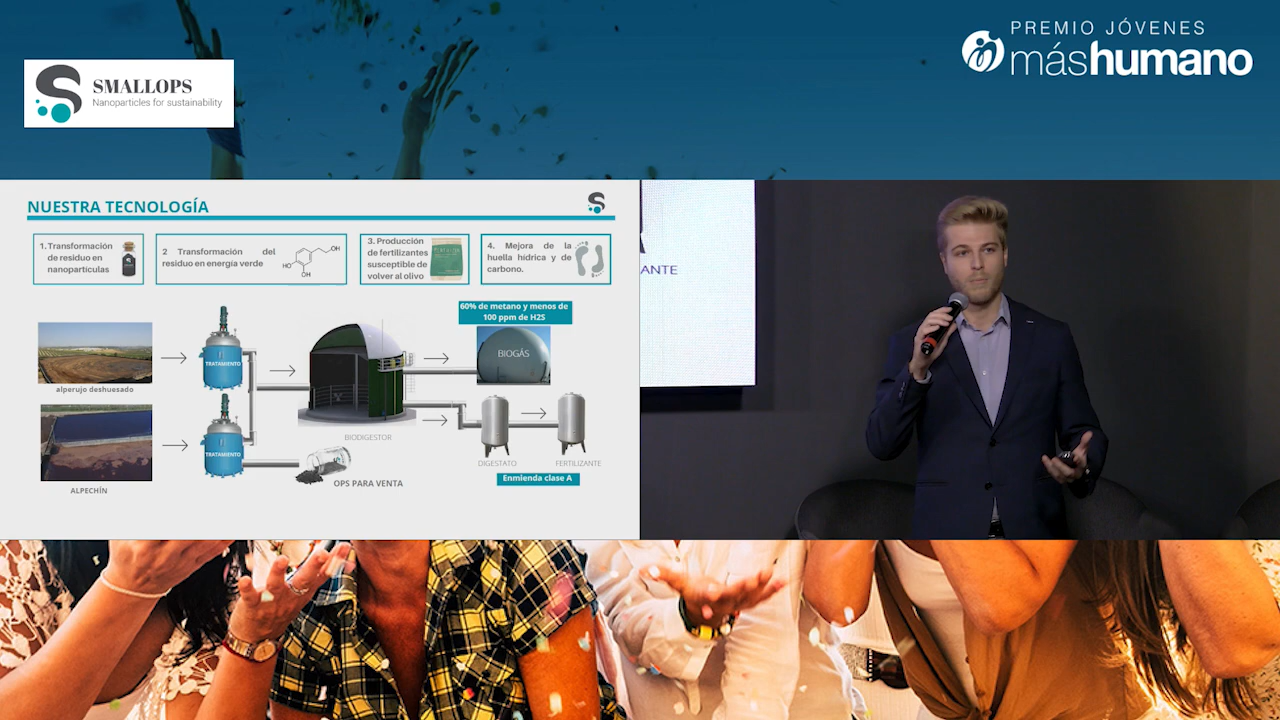 PREMIO JÓVENES
máshumano
SMALLOPS
Nanoparticles for sustainability
NUESTRA TECNOLOGÍA
1. Transformación
de residuo en
nanopartículas
2 Transformación del
residuo en energía verde
HO
OH
OH
3. Producción
de fertilizantes
susceptible de
volver al olivo
4. Mejora de la
huella hídrica y de
carbono.
60% de metano y menos de
100 ppm de H2S
TRATAMIENTO
BIOGÁS
alperujo deshuesado
TRATAMIENTO
BIODIGESTOR
DIGESTATO
FERTILIZANTE
Enmienda clase A
OPS PARA VENTA
ALPECHÍN
ANTE